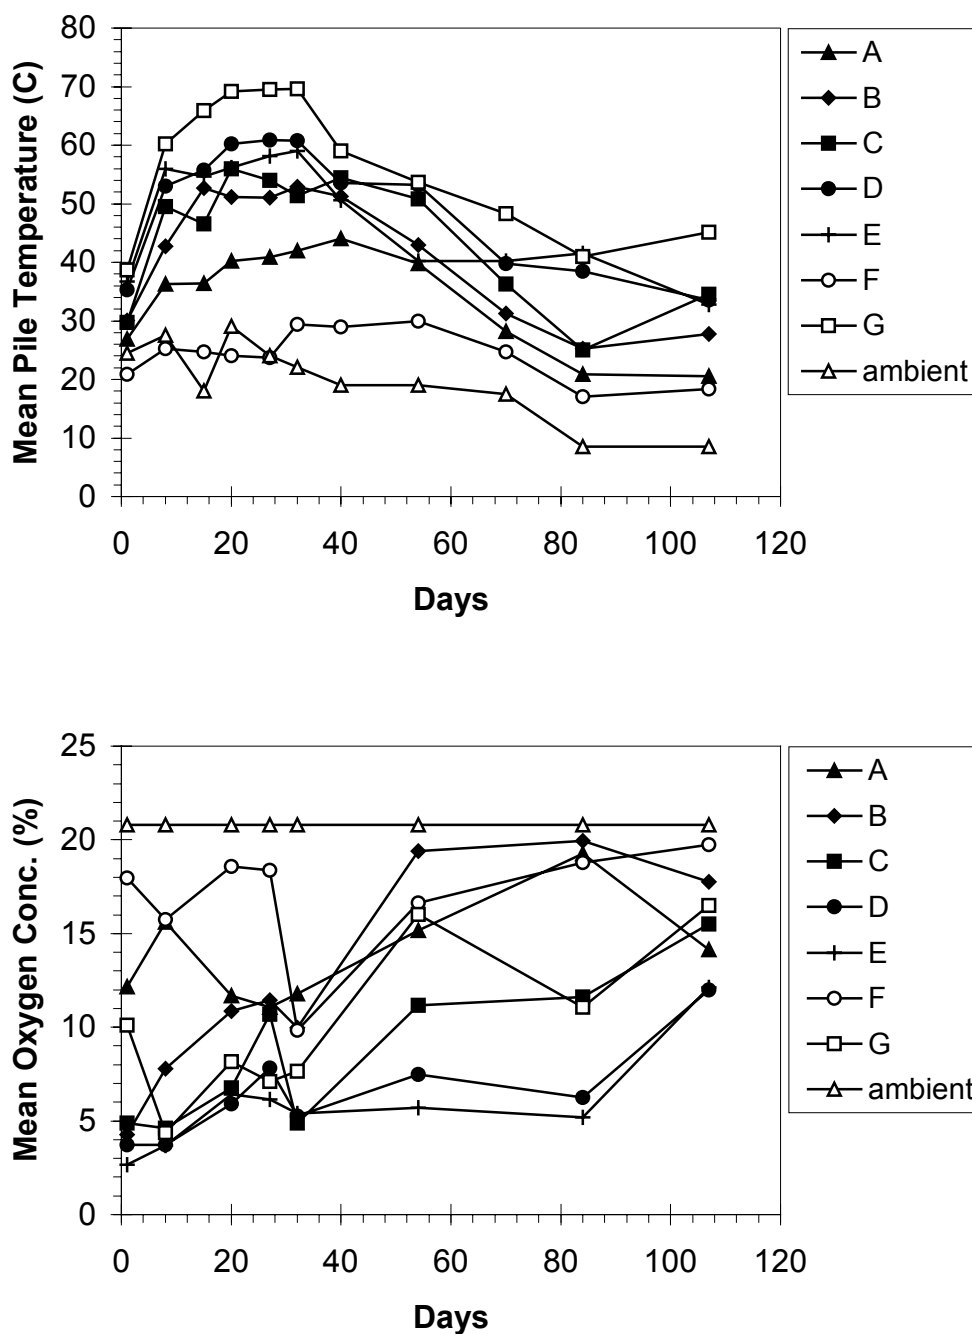 Mean Pile Temperature (C)
80
70
60
50
40
30
20
10
0
0 20 40 60 80 100 120
Days
A
B
C
D
E
F
G
ambient
Mean Oxygen Conc. (%)
25
20
15
10
5
0
0 20 40 60 80 100 120
Days
A
B
C
D
E
F
G
ambient